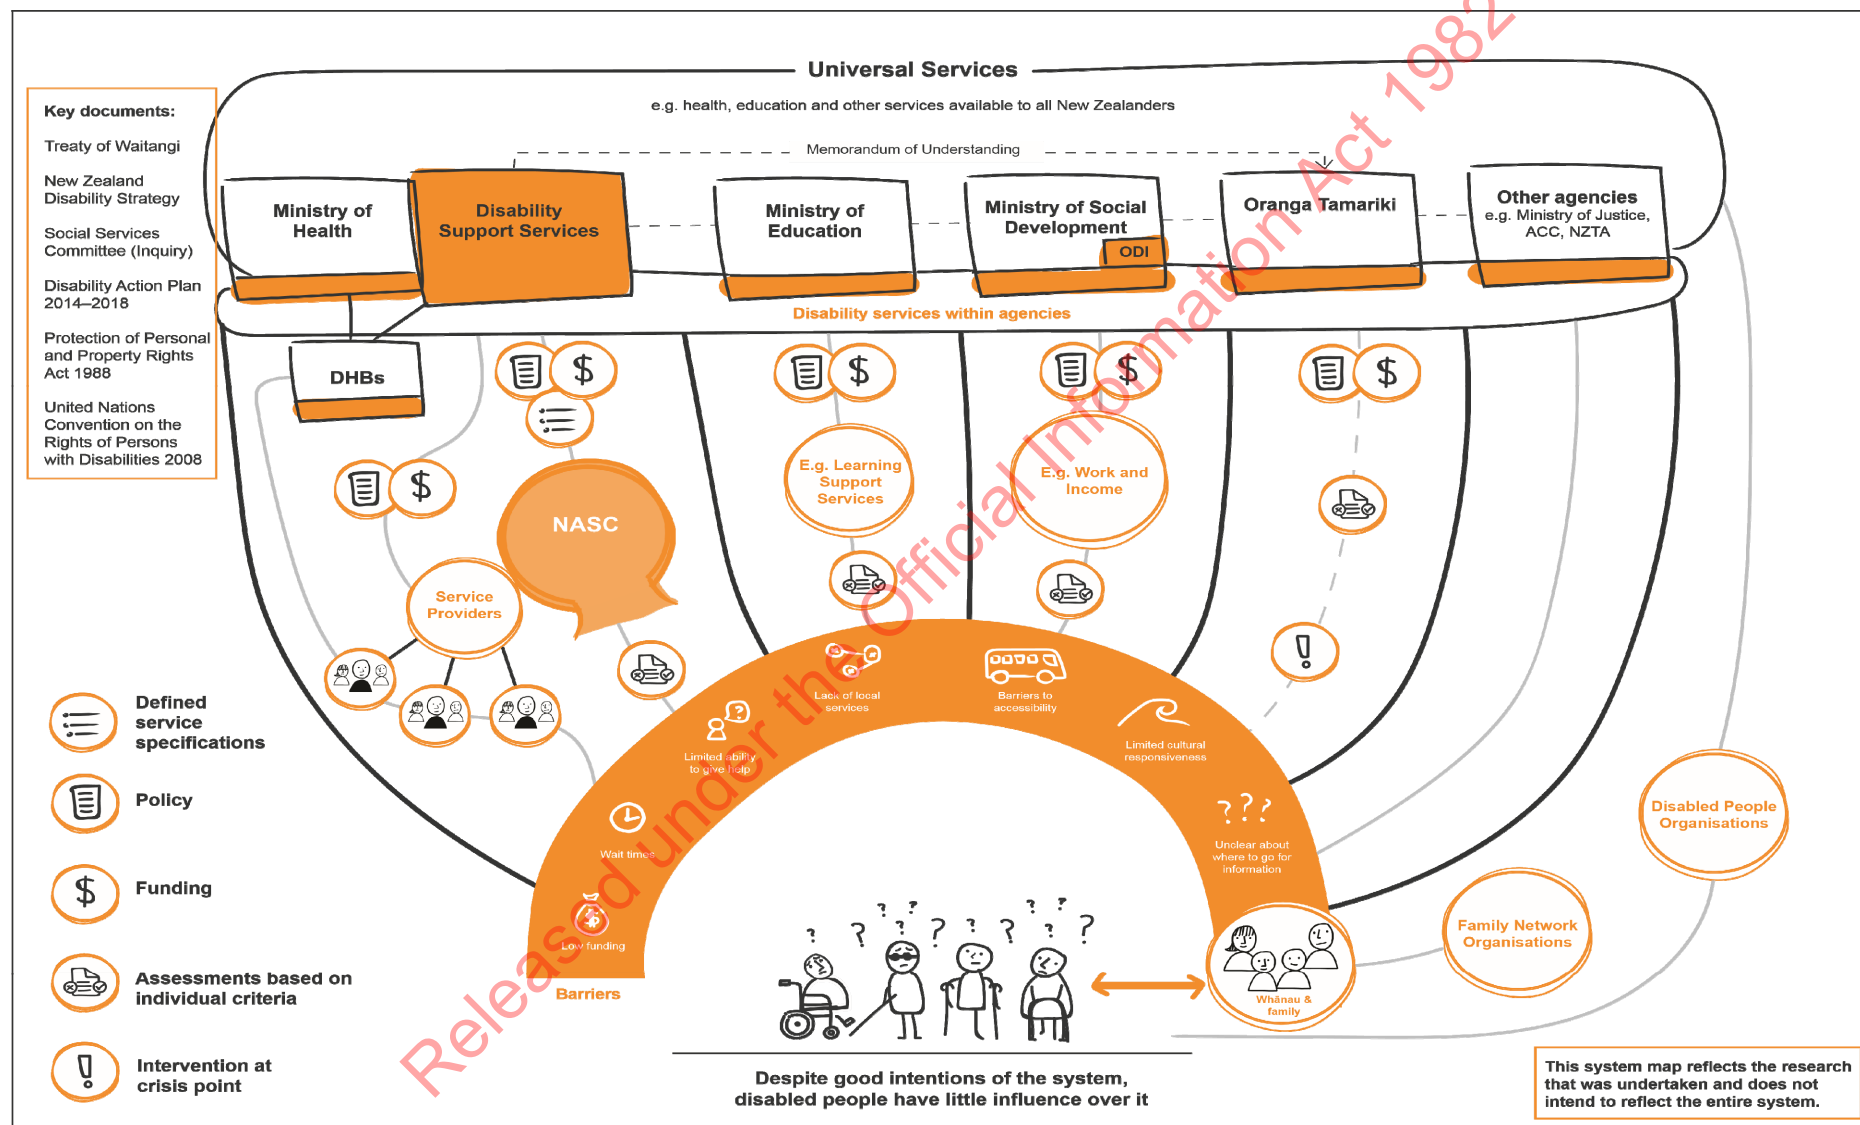 Universal Services
e.g. health, education and other services available to all New Zealanders
Key documents:
Treaty of Waitangi
New Zealand
Disability Strategy
Social Services
Committee (Inquiry)
Disability Action Plan
2014–2018
Protection of Personal
and Property Rights
Act 1988
United Nations
Convention on the
Rights of Persons
with Disabilities 2008
Memorandum of Understanding
Ministry of
Health
Disability
Support Services
Ministry of
Education
Ministry of Social
Development
ODI
Oranga Tamariki
Other agencies
e.g. Ministry of Justice,
ACC, NZTA
Disability services within agencies
DHBs
$
$
$
$
$
NASC
E.g. Learning
Support
Services
E.g. Work and
Income
Service
Providers
!
Defined
service
specifications
Policy
$
Funding
Assessments based on
individual criteria
!
Intervention at
crisis point
Lack of local
services
Barriers to
accessibility
?
Limited ability
to give help
Limited cultural
responsiveness
Wait times
? ? ?
Unclear about
where to go for
information
Low funding
Barriers
? ? ? ? ? ? ? ? ? ? ? ?
Whānau &
family
Disabled People
Organisations
Family Network
Organisations
Despite good intentions of the system,
disabled people have little influence over it
This system map reflects the research
that was undertaken and does not
intend to reflect the entire system.
Released under the Official Information Act 1982